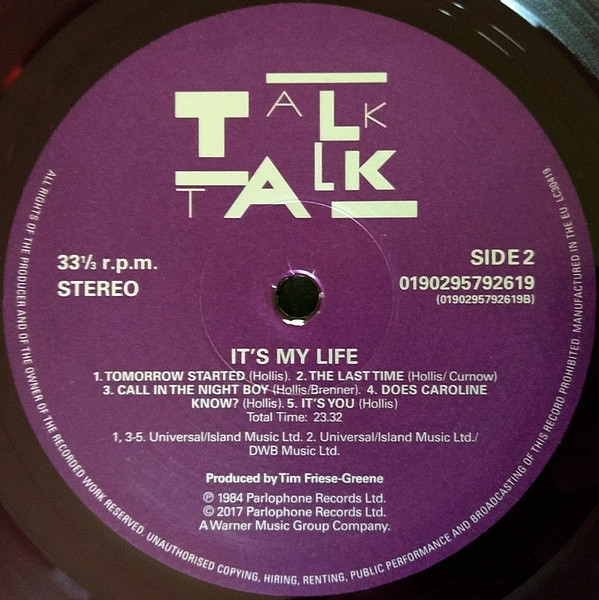 TALK
TALK
33⅓ r.p.m.
STEREO
SIDE 2
0190295792619
(0190295792619B)
IT'S MY LIFE
1. TOMORROW STARTED (Hollis). 2. THE LAST TIME (Hollis/ Curnow)
3. CALL IN THE NIGHT BOY (Hollis/Brenner). 4. DOES CAROLINE
KNOW? (Hollis). 5. IT'S YOU (Hollis)
Total Time: 23.32
1, 3-5. Universal/Island Music Ltd. 2. Universal/Island Music Ltd./
DWB Music Ltd.
Produced by Tim Friese-Greene
℗ 1984 Parlophone Records Ltd.
© 2017 Parlophone Records Ltd.
A Warner Music Group Company.
ALL RIGHTS OF THE PRODUCER AND OF THE OWNER OF THE RECORDED WORK RESERVED. UNAUTHORISED COPYING, HIRING, RENTING, PUBLIC PERFORMANCE AND BROADCASTING OF THIS RECORD PROHIBITED. MANUFACTURED IN THE EU. LC30419